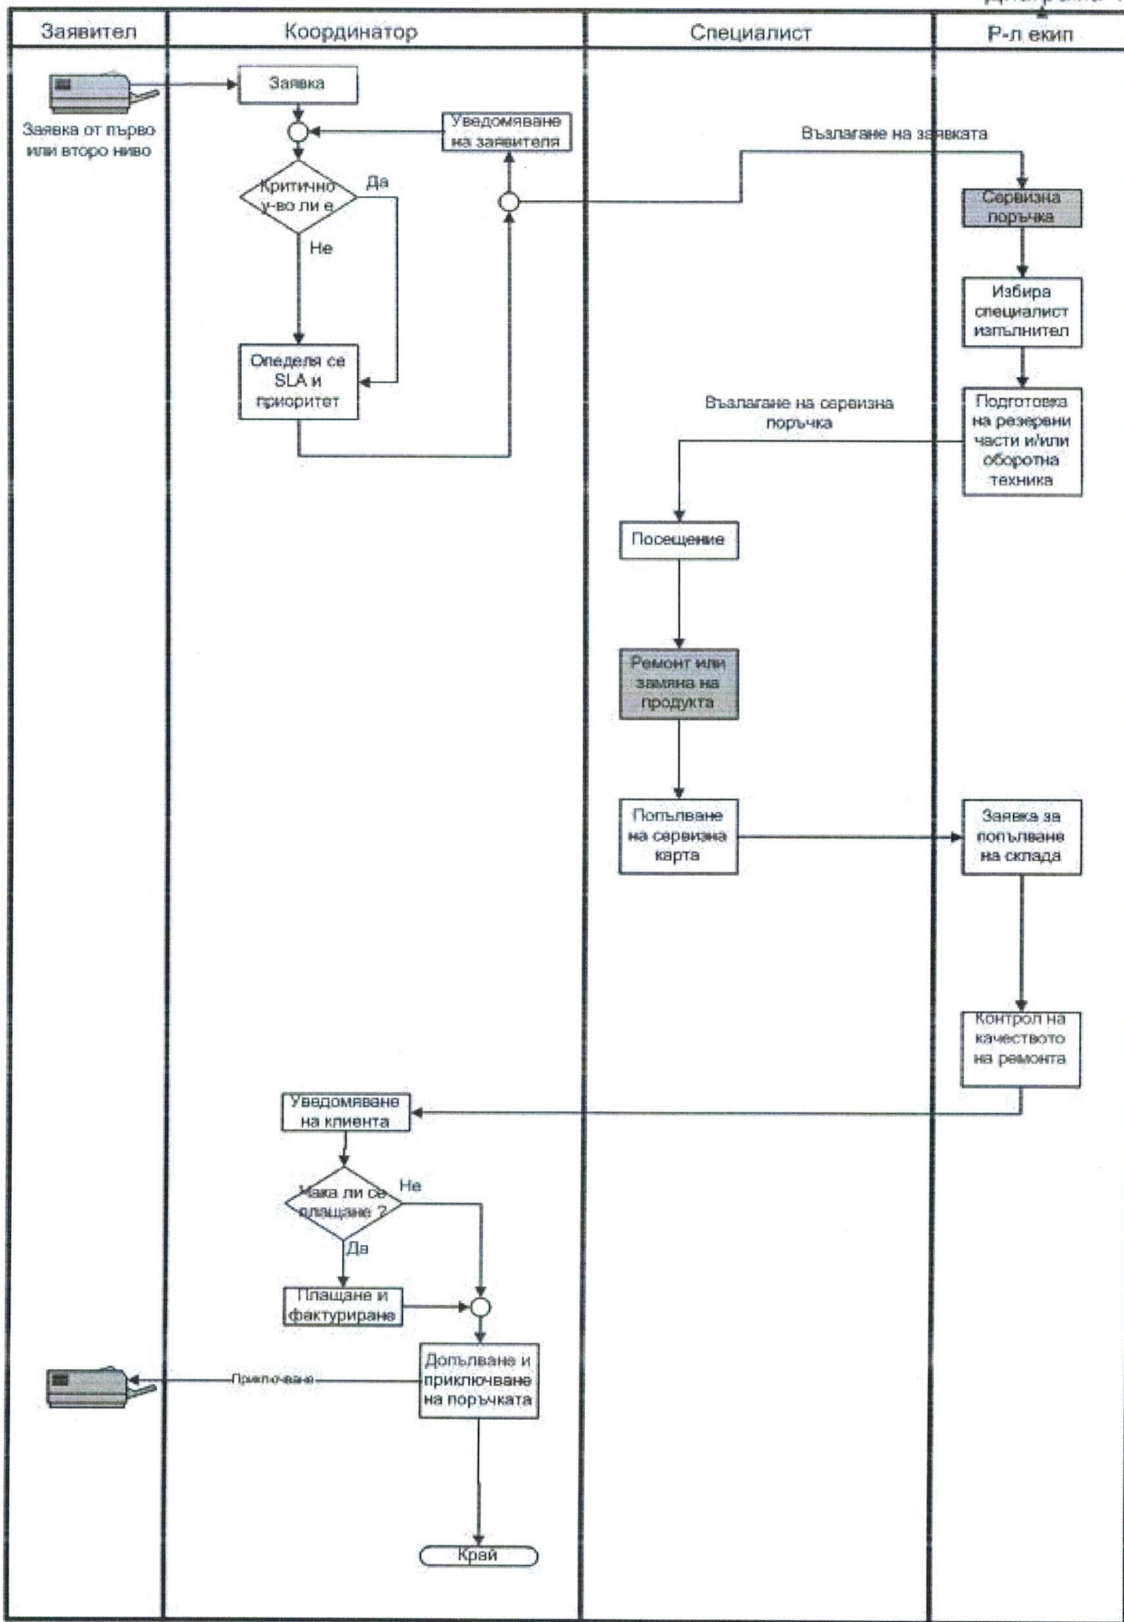 Заявител
Координатор
Специалист
Р-л екип
Заявка
Заявка от първо
или второ ниво
Уведомяване
на заявителя
Възлагане на заявката
Критично
у-во ли е
Да
Не
Сервизна
поръчка
Избира
специалист
изпълнител
Опеделя се
SLA и
приоритет
Възлагане на сервизна
поръчка
Подготовка
на резервни
части и/или
оборотна
техника
Посещение
Ремонт или
замяна на
продукта
Попълване
на сервизна
карта
Заявка за
попълване
на склада
Контрол на
качеството
на ремонта
Уведомяване
на клиента
Чака ли се
плащане ?
Не
Да
Плащане и
фактуриране
Допълване и
приключване
на поръчката
Приключване
Край